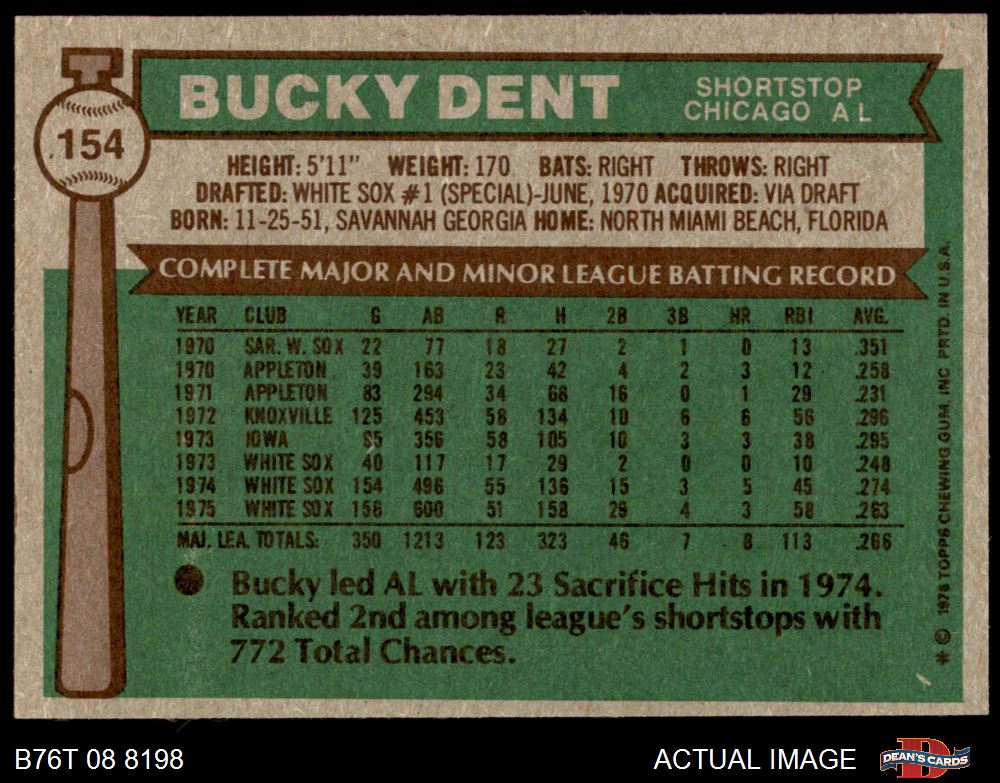 BUCKY DENT
SHORTSTOP
CHICAGO AL
154
HEIGHT: 5'11" WEIGHT: 170 BATS: RIGHT THROWS: RIGHT
DRAFTED: WHITE SOX #1 (SPECIAL)-JUNE, 1970 ACQUIRED: VIA DRAFT
BORN: 11-25-51, SAVANNAH GEORGIA HOME: NORTH MIAMI BEACH, FLORIDA
COMPLETE MAJOR AND MINOR LEAGUE BATTING RECORD
YEAR CLUB G AB R H 2B 3B HR RBI AVG.
1970 SAR. W. SOX 22 77 18 27 2 1 0 13 .351
1970 APPLETON 39 163 23 42 4 2 3 12 .258
1971 APPLETON 83 294 34 68 16 0 1 29 .231
1972 KNOXVILLE 125 453 58 134 10 6 6 56 .296
1973 IOWA 95 356 58 105 10 3 3 38 .295
1973 WHITE SOX 40 117 17 29 2 0 0 10 .248
1974 WHITE SOX 154 496 55 136 15 3 5 45 .274
1975 WHITE SOX 156 600 51 158 29 4 3 58 .263
MAJ. LEA. TOTALS: 350 1213 123 323 46 7 8 113 .266
Bucky led AL with 23 Sacrifice Hits in 1974.
Ranked 2nd among league's shortstops with
772 Total Chances.
* © 1976 TOPPS CHEWING GUM, INC. PRTD. IN U.S.A.
B76T 08 8198
ACTUAL IMAGE
DEAN'S CARDS